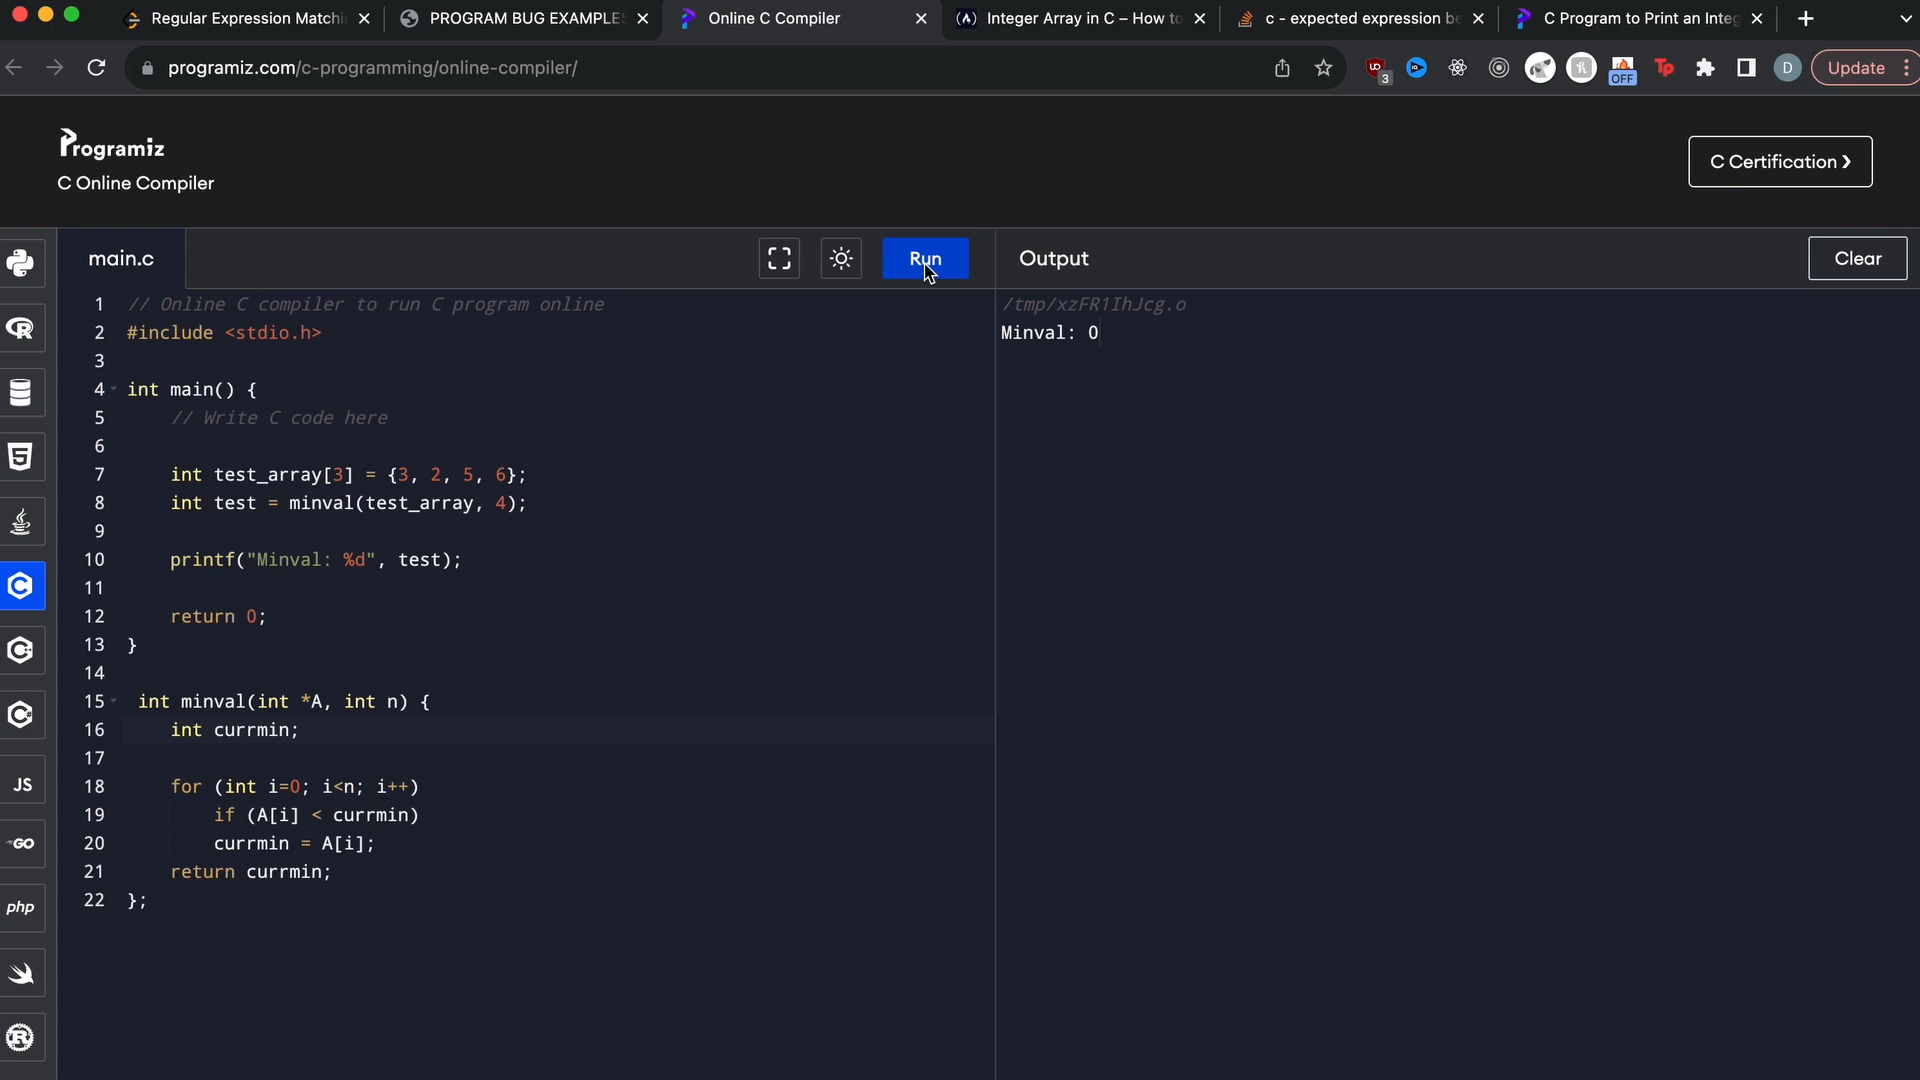 Regular Expression Matchi
PROGRAM BUG EXAMPLES
Online C Compiler
Integer Array in C – How to
c - expected expression be
C Program to Print an Integ
programiz.com/c-programming/online-compiler/
3
OFF
Tp
D
Update
Programiz
C Online Compiler
C Certification ❯
main.c
Run
Output
Clear
1 // Online C compiler to run C program online
2 #include <stdio.h>
3
4 int main() {
5 // Write C code here
6
7 int test_array[3] = {3, 2, 5, 6};
8 int test = minval(test_array, 4);
9
10 printf("Minval: %d", test);
11
12 return 0;
13 }
14
15 int minval(int *A, int n) {
16 int currmin;
17
18 for (int i=0; i<n; i++)
19 if (A[i] < currmin)
20 currmin = A[i];
21 return currmin;
22 };
/tmp/xzFR1IhJcg.o
Minval: 0
JS
GO
php